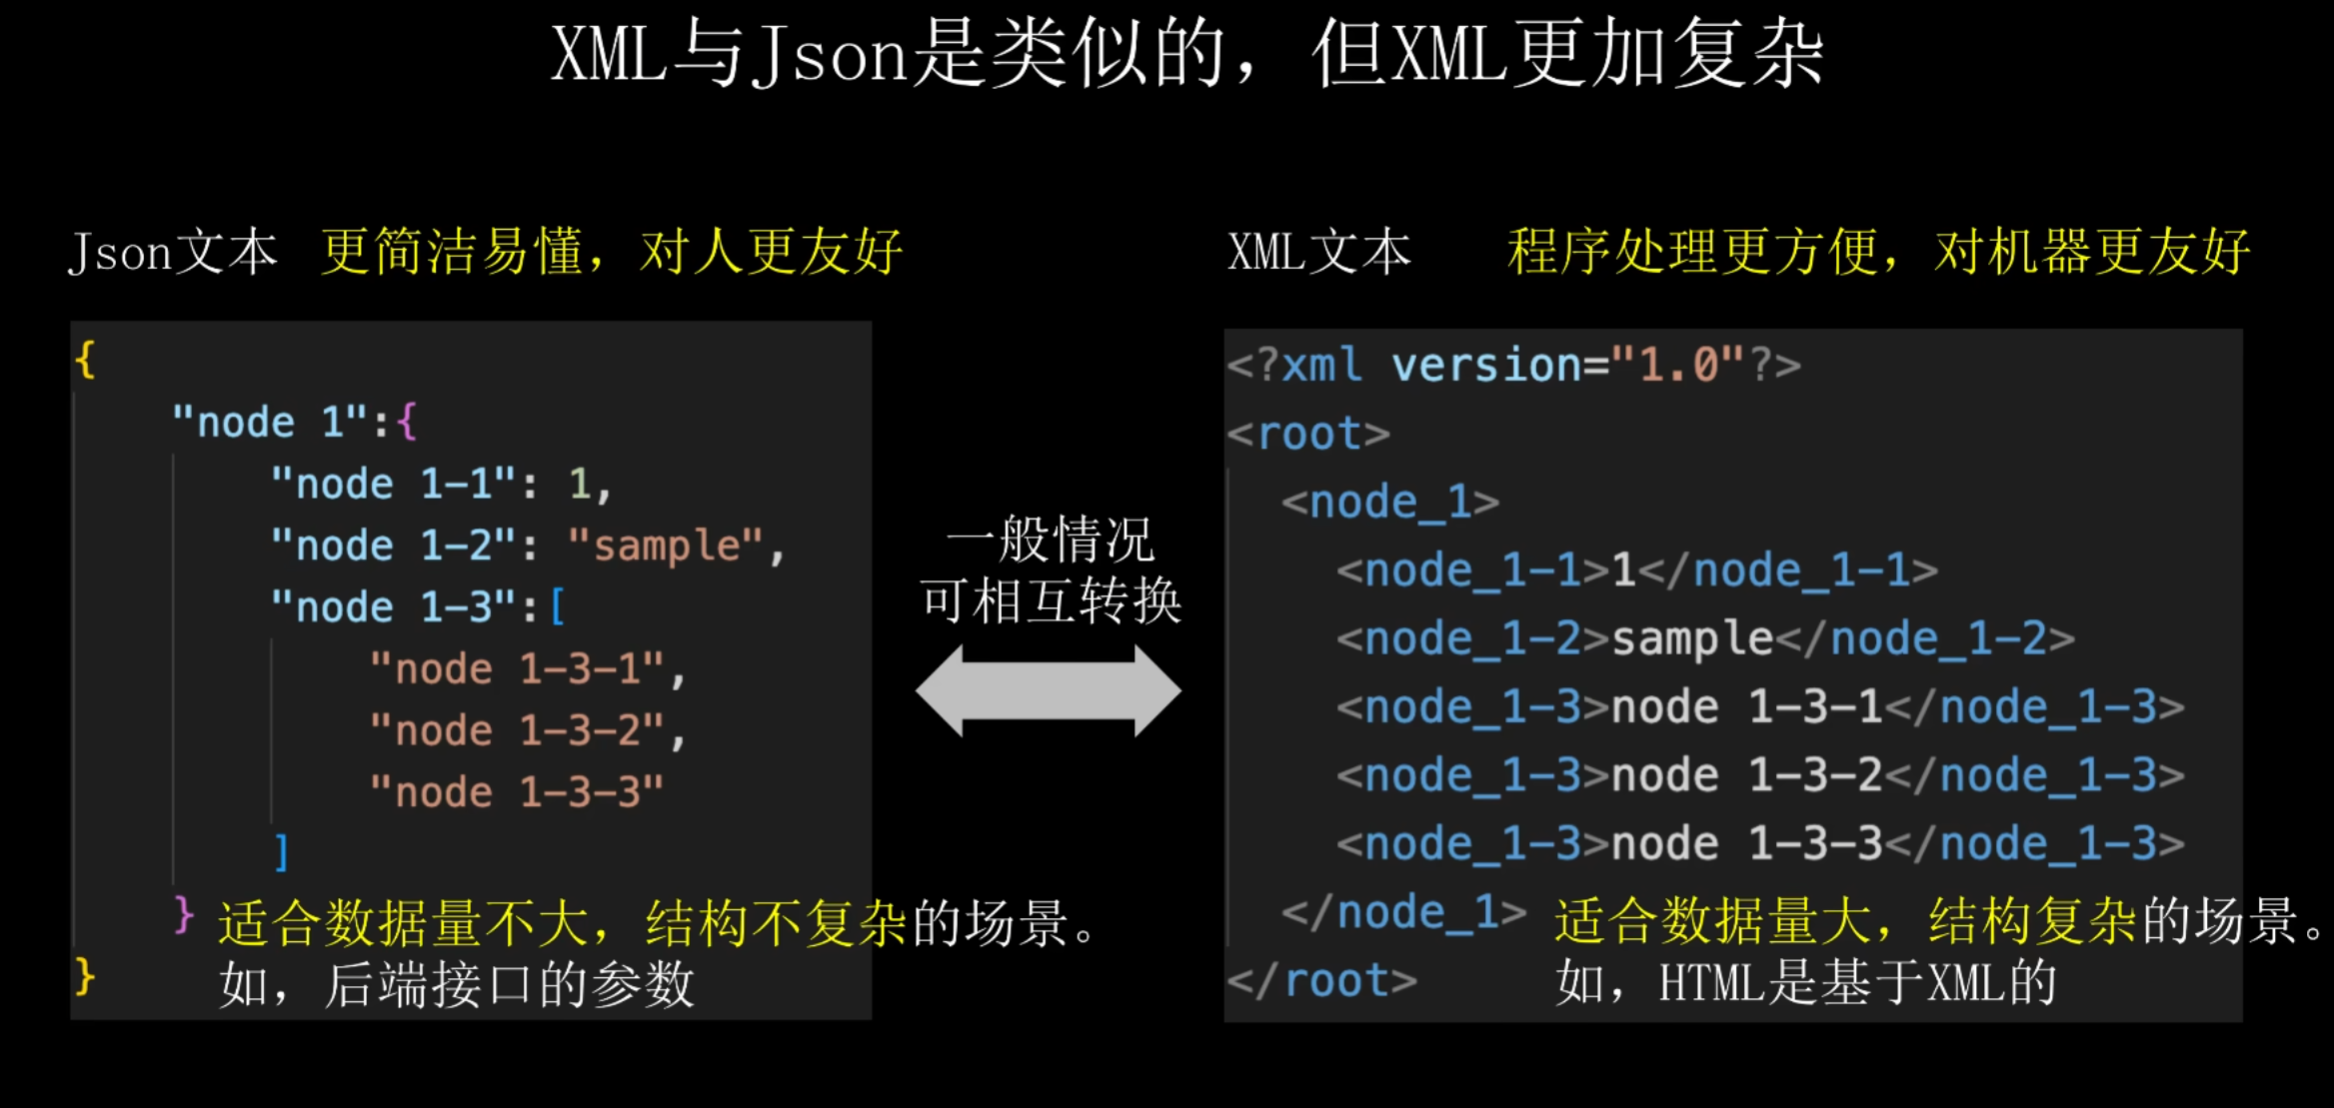 XML与Json是类似的，但XML更加复杂
Json文本 更简洁易懂，对人更友好
{
    "node 1":{
        "node 1-1": 1,
        "node 1-2": "sample",
        "node 1-3":[
            "node 1-3-1",
            "node 1-3-2",
            "node 1-3-3"
        ]
    }
}
适合数据量不大，结构不复杂的场景。
如，后端接口的参数
一般情况
可相互转换
XML文本 程序处理更方便，对机器更友好
<?xml version="1.0"?>
<root>
  <node_1>
    <node_1-1>1</node_1-1>
    <node_1-2>sample</node_1-2>
    <node_1-3>node 1-3-1</node_1-3>
    <node_1-3>node 1-3-2</node_1-3>
    <node_1-3>node 1-3-3</node_1-3>
  </node_1>
</root>
适合数据量大，结构复杂的场景。
如，HTML是基于XML的